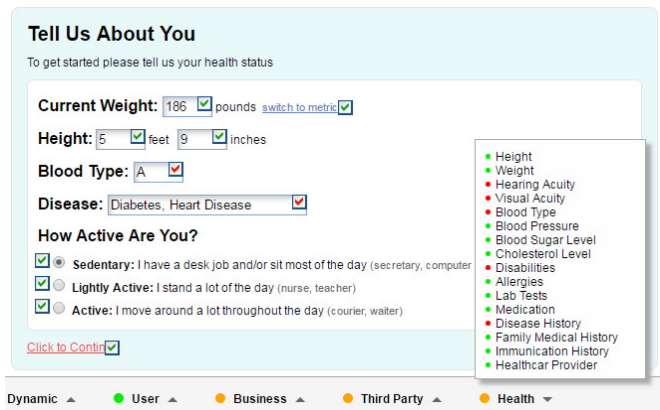 Tell Us About You
To get started please tell us your health status
Current Weight: 186 pounds switch to metric
Height: 5 feet 9 inches
Blood Type: A
Disease: Diabetes, Heart Disease
How Active Are You?
Sedentary: I have a desk job and/or sit most of the day (secretary, computer
Lightly Active: I stand a lot of the day (nurse, teacher)
Active: I move around a lot throughout the day (courier, waiter)
Click to Contin
Height
Weight
Hearing Acuity
Visual Acuity
Blood Type
Blood Pressure
Blood Sugar Level
Cholesterol Level
Disabilities
Allergies
Lab Tests
Medication
Disease History
Family Medical History
Immunication History
Healthcar Provider
Dynamic User Business Third Party Health